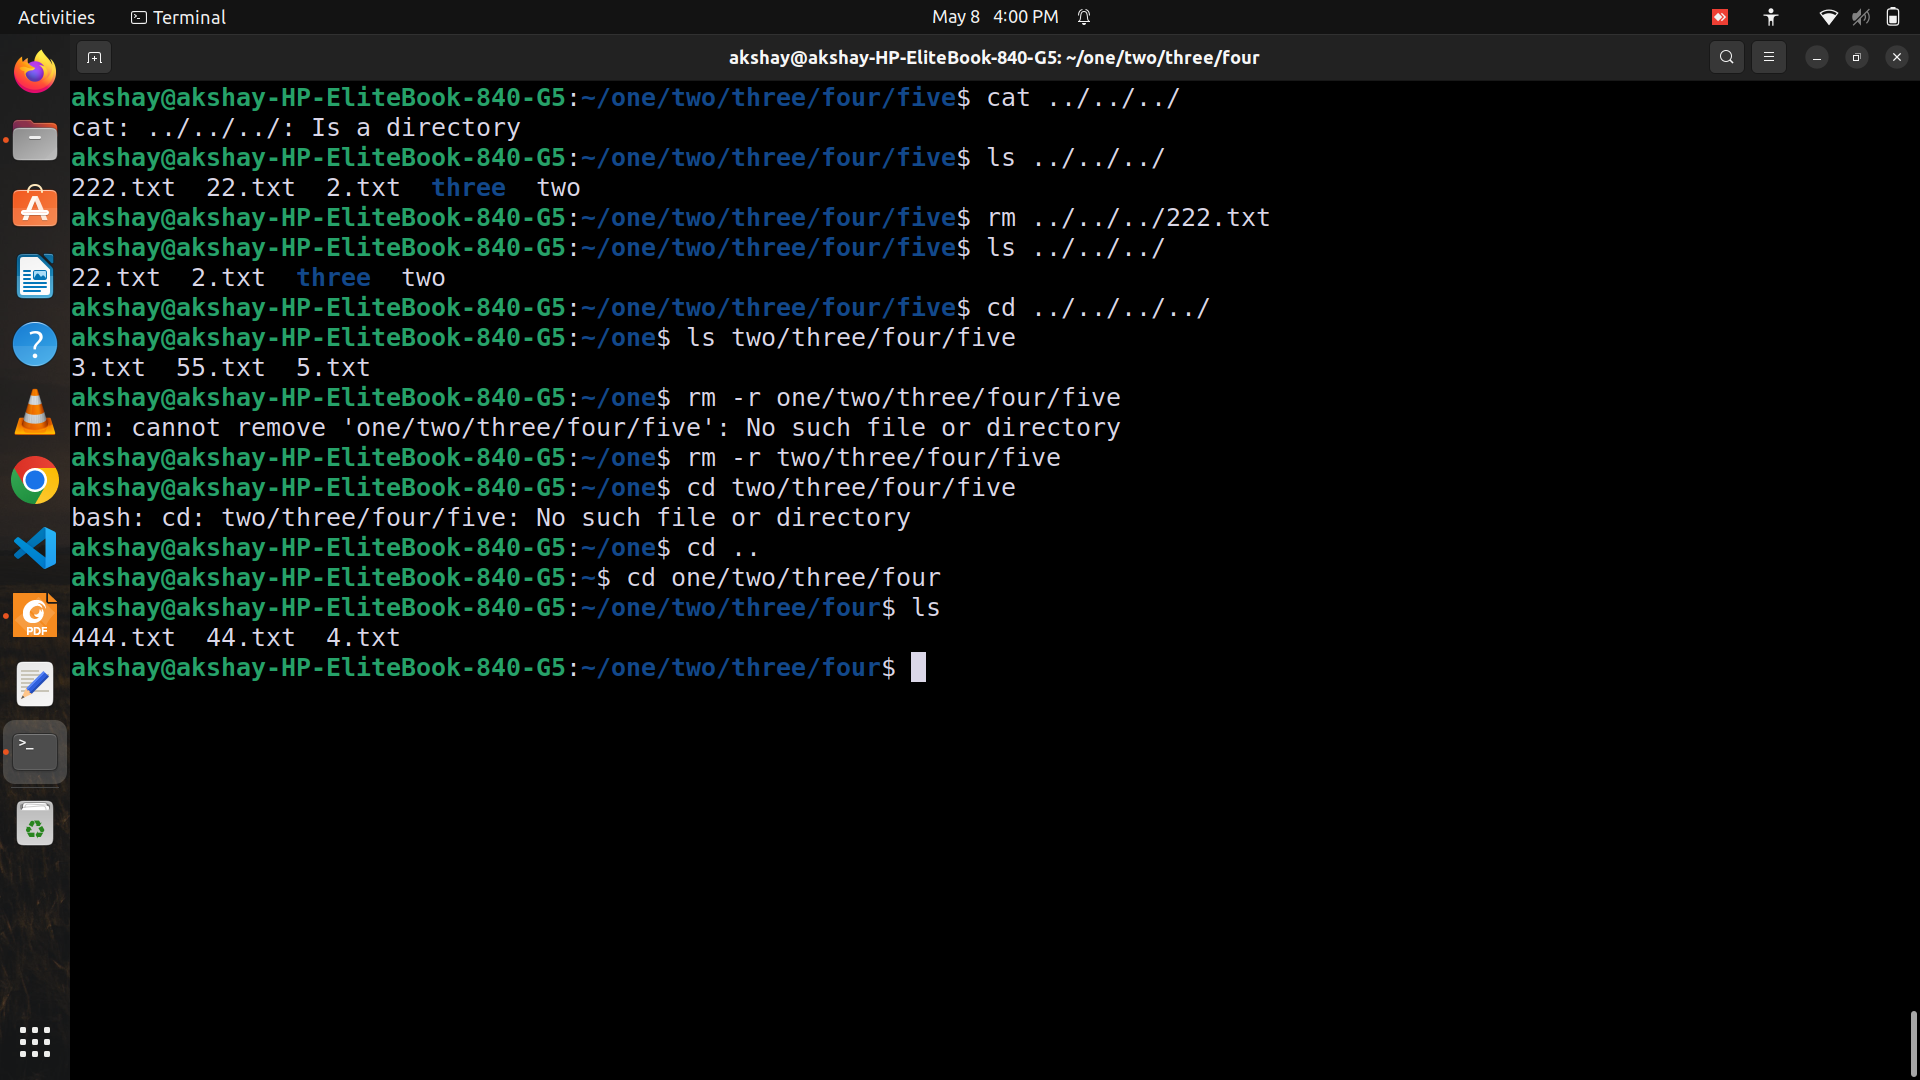 Activities Terminal May 8 4:00 PM
akshay@akshay-HP-EliteBook-840-G5: ~/one/two/three/four
akshay@akshay-HP-EliteBook-840-G5:~/one/two/three/four/five$ cat ../../../
cat: ../../../: Is a directory
akshay@akshay-HP-EliteBook-840-G5:~/one/two/three/four/five$ ls ../../../
222.txt  22.txt  2.txt  three  two
akshay@akshay-HP-EliteBook-840-G5:~/one/two/three/four/five$ rm ../../../222.txt
akshay@akshay-HP-EliteBook-840-G5:~/one/two/three/four/five$ ls ../../../
22.txt  2.txt  three  two
akshay@akshay-HP-EliteBook-840-G5:~/one/two/three/four/five$ cd ../../../../
akshay@akshay-HP-EliteBook-840-G5:~/one$ ls two/three/four/five
3.txt  55.txt  5.txt
akshay@akshay-HP-EliteBook-840-G5:~/one$ rm -r one/two/three/four/five
rm: cannot remove 'one/two/three/four/five': No such file or directory
akshay@akshay-HP-EliteBook-840-G5:~/one$ rm -r two/three/four/five
akshay@akshay-HP-EliteBook-840-G5:~/one$ cd two/three/four/five
bash: cd: two/three/four/five: No such file or directory
akshay@akshay-HP-EliteBook-840-G5:~/one$ cd ..
akshay@akshay-HP-EliteBook-840-G5:~$ cd one/two/three/four
akshay@akshay-HP-EliteBook-840-G5:~/one/two/three/four$ ls
444.txt  44.txt  4.txt
akshay@akshay-HP-EliteBook-840-G5:~/one/two/three/four$
PDF